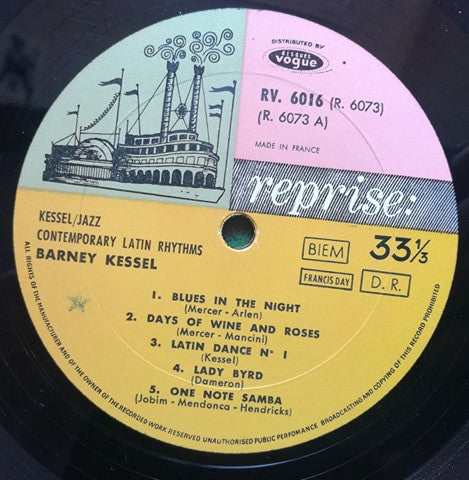 DISTRIBUTED BY
DISQUES
VOGUE
RV. 6016 (R. 6073)
(R. 6073 A)
MADE IN FRANCE
reprise:
KESSEL/JAZZ
CONTEMPORARY LATIN RHYTHMS
BARNEY KESSEL
BIEM
33 1/3
FRANCIS DAY
D. R.
1. BLUES IN THE NIGHT
(Mercer - Arlen)
2. DAYS OF WINE AND ROSES
(Mercer - Mancini)
3. LATIN DANCE N° 1
(Kessel)
4. LADY BYRD
(Dameron)
5. ONE NOTE SAMBA
(Jobim - Mendonca - Hendricks)
ALL RIGHTS OF THE MANUFACTURER AND OF THE OWNER OF THE RECORDED WORK RESERVED UNAUTHORISED PUBLIC PERFOMANCE BROADCASTING AND COPYING OF THIS RECORD PROHIBITED